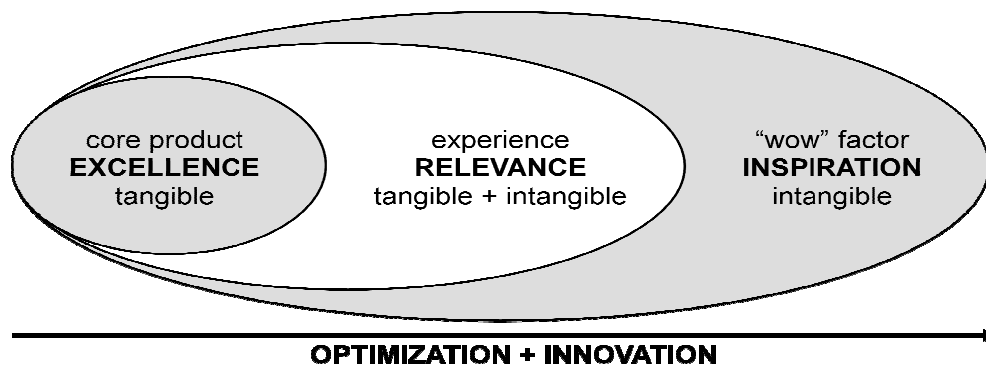 core product
EXCELLENCE
tangible
experience
RELEVANCE
tangible + intangible
“wow” factor
INSPIRATION
intangible
OPTIMIZATION + INNOVATION